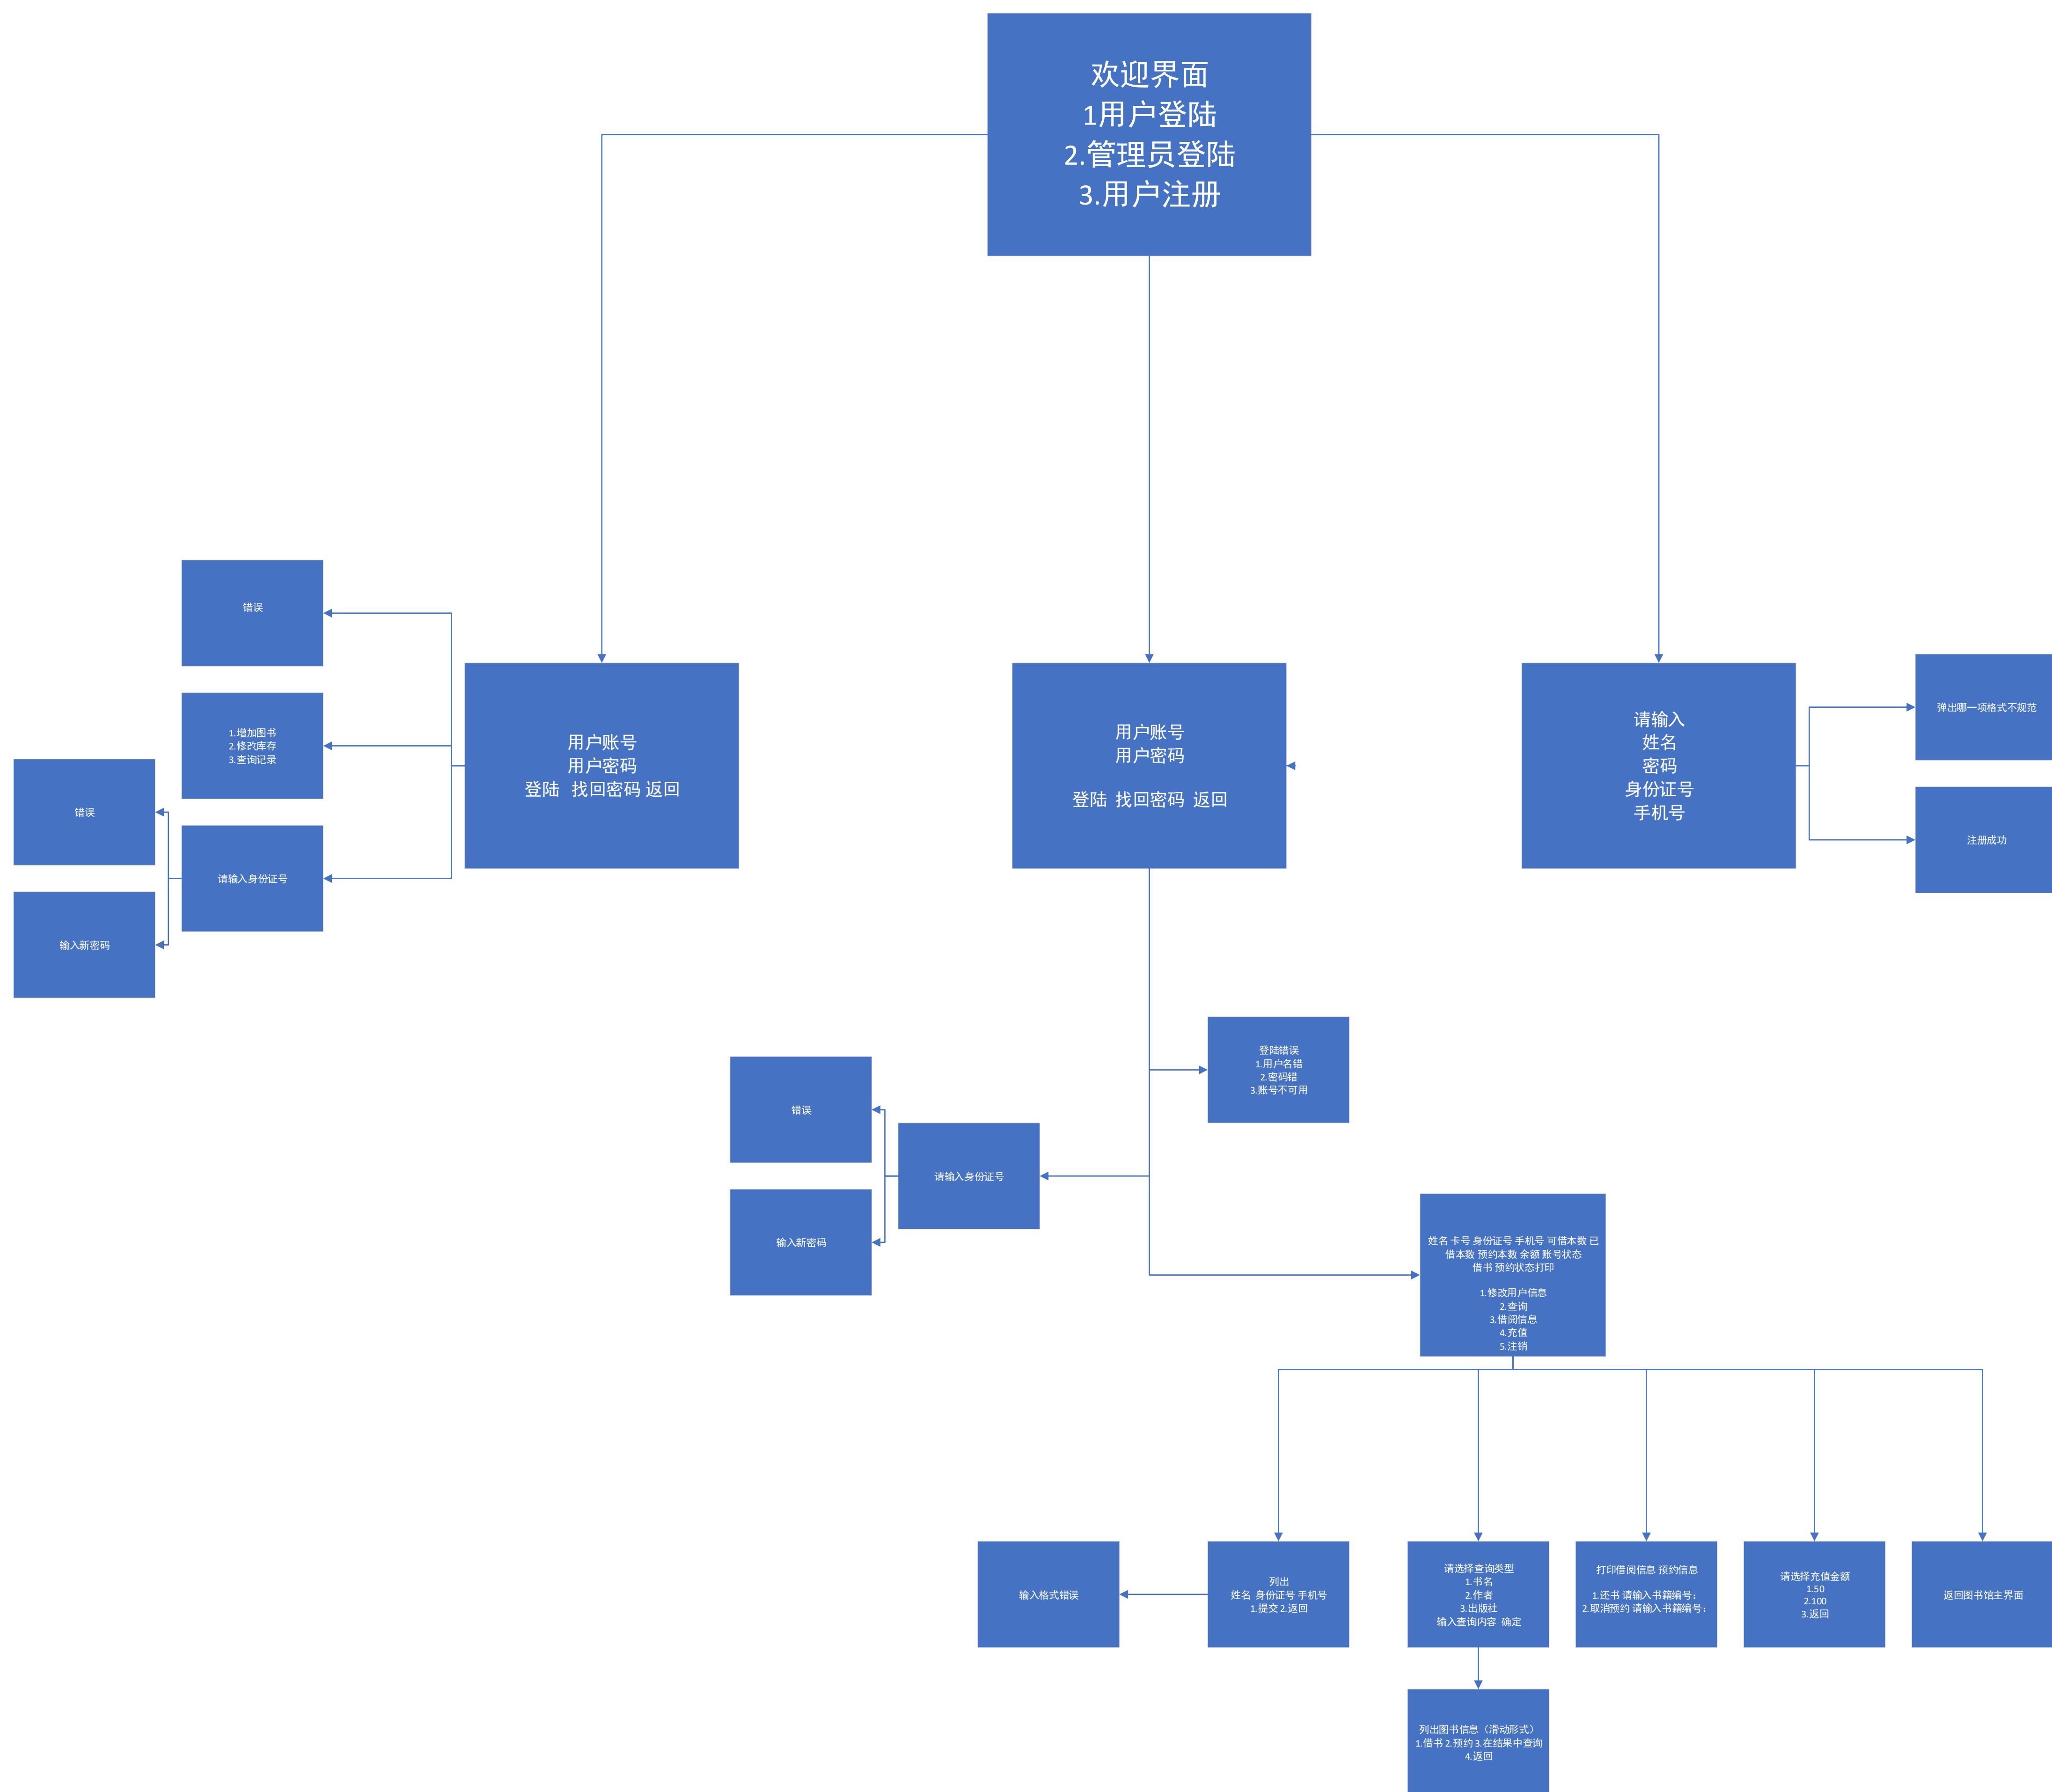 欢迎界面
1用户登陆
2.管理员登陆
3.用户注册
错误
1.增加图书
2.修改库存
3.查询记录
错误
请输入身份证号
输入新密码
用户账号
用户密码
登陆 找回密码 返回
用户账号
用户密码
登陆 找回密码 返回
请输入
姓名
密码
身份证号
手机号
弹出哪一项格式不规范
注册成功
登陆错误
1.用户名错
2.密码错
3.账号不可用
错误
请输入身份证号
输入新密码
姓名 卡号 身份证号 手机号 可借本数 已
借本数 预约本数 余额 账号状态
借书 预约状态打印
1.修改用户信息
2.查询
3.借阅信息
4.充值
5.注销
输入格式错误
列出
姓名 身份证号 手机号
1.提交 2.返回
请选择查询类型
1.书名
2.作者
3.出版社
输入查询内容 确定
打印借阅信息 预约信息
1.还书 请输入书籍编号：
2.取消预约 请输入书籍编号：
请选择充值金额
1.50
2.100
3.返回
返回图书馆主界面
列出图书信息（滑动形式）
1.借书 2.预约 3.在结果中查询
4.返回